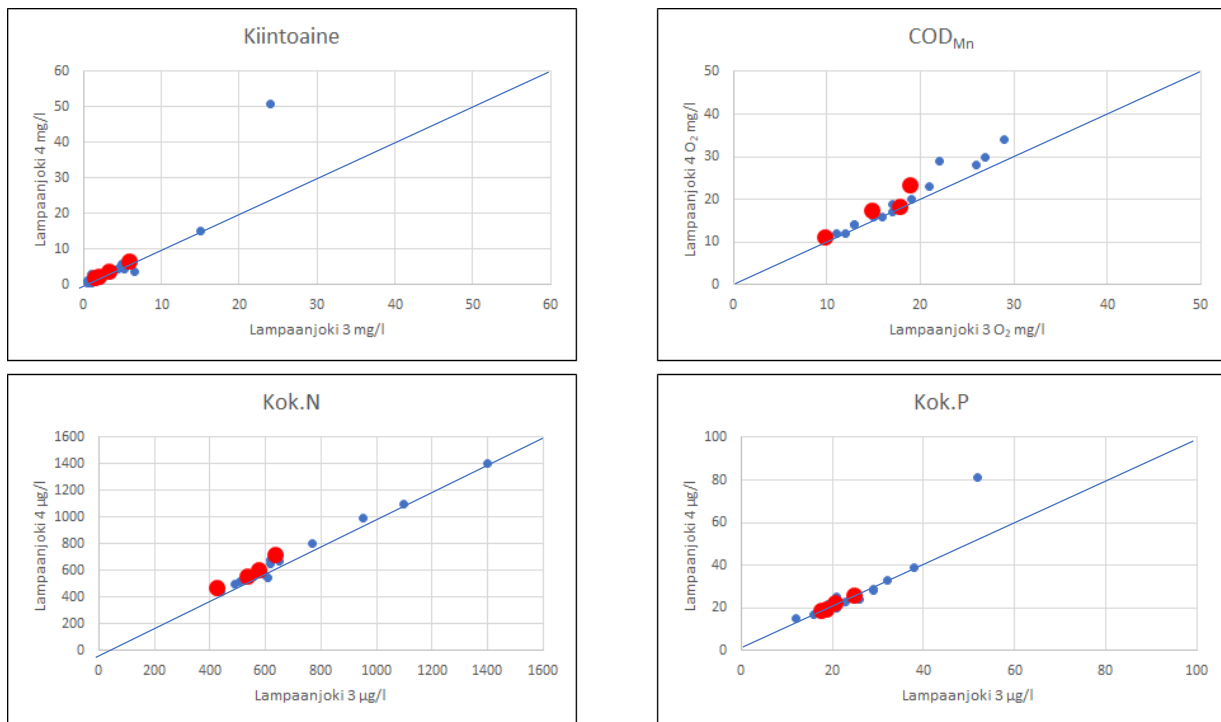 Kiintoaine
60
50
40
30
20
10
0
Lampaanjoki 4 mg/l
0 10 20 30 40 50 60
Lampaanjoki 3 mg/l
COD Mn
50
40
30
20
10
0
Lampaanjoki 4 O₂ mg/l
0 10 20 30 40 50
Lampaanjoki 3 O₂ mg/l
Kok.N
1600
1400
1200
1000
800
600
400
200
0
Lampaanjoki 4 µg/l
0 200 400 600 800 1000 1200 1400 1600
Lampaanjoki 3 µg/l
Kok.P
100
80
60
40
20
0
Lampaanjoki 4 µg/l
0 20 40 60 80 100
Lampaanjoki 3 µg/l